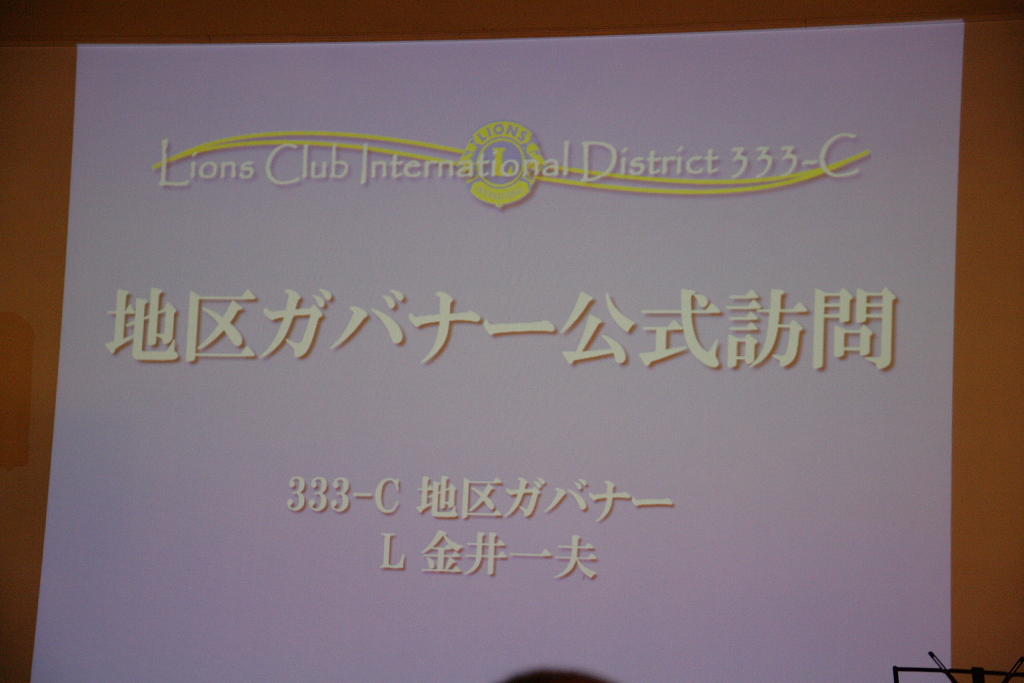 Lions Club International District 333-C
LIONS
L
地区ガバナー公式訪問
333-C 地区ガバナー
L 金井一夫